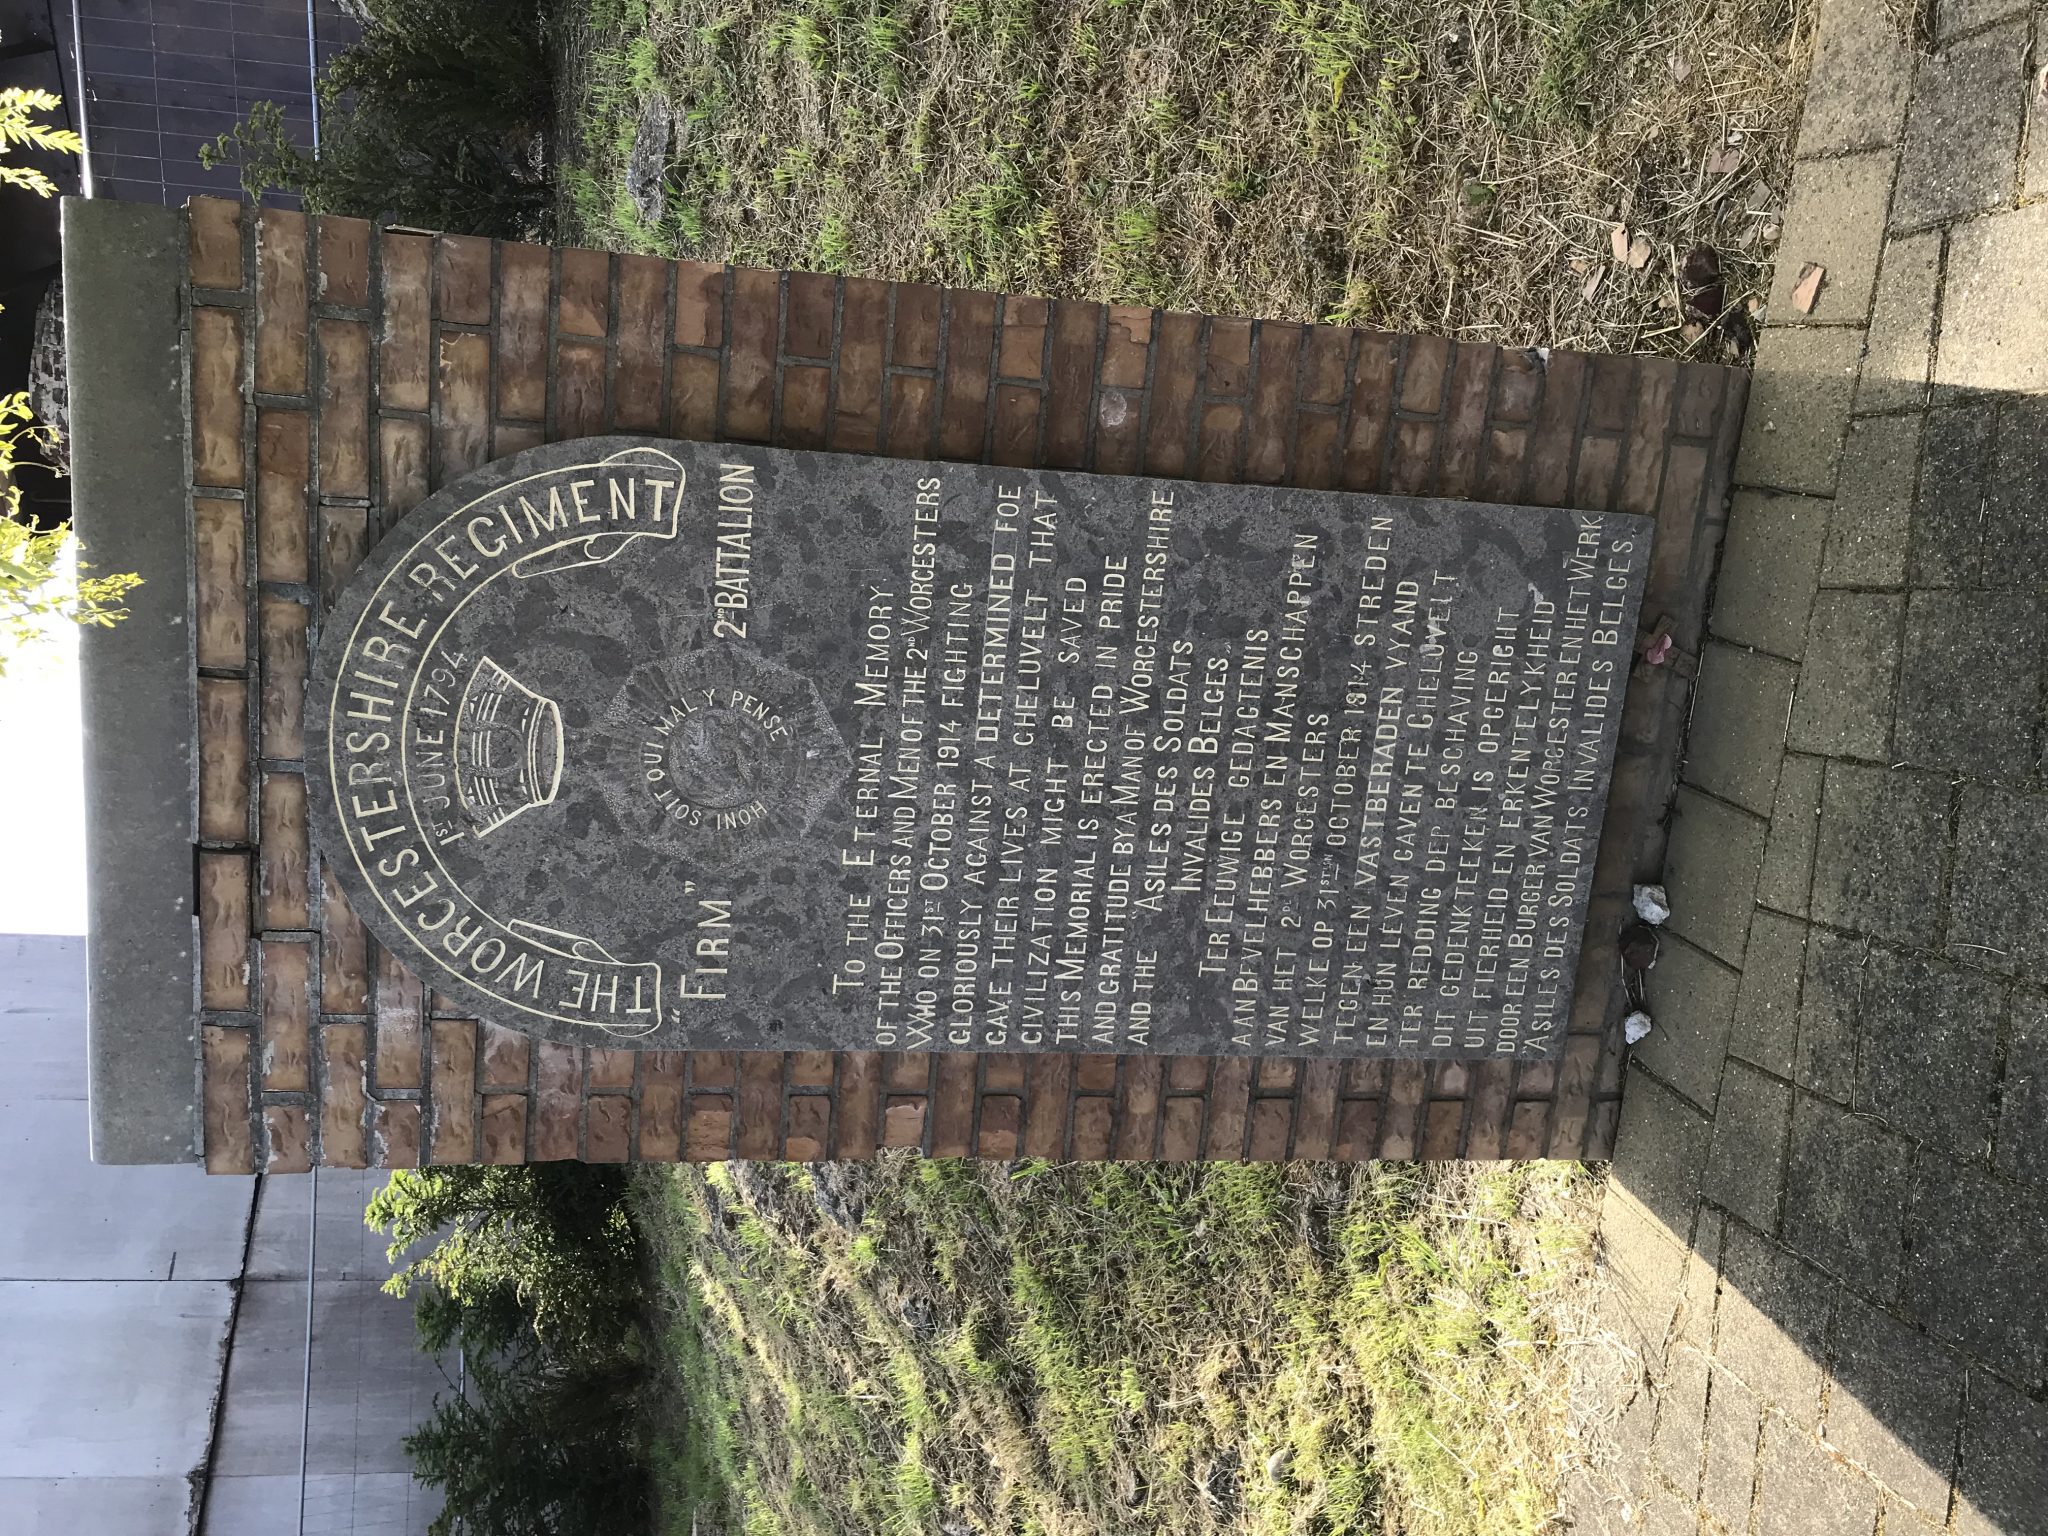 THE WORCESTERSHIRE REGIMENT
1ST JUNE 1794
"FIRM" 2ND BATTALION
HONI SOIT QUI MAL Y PENSE
TO THE ETERNAL MEMORY.
OF THE OFFICERS AND MEN OF THE 2ND WORCESTERS
WHO ON 31ST OCTOBER 1914 FIGHTING
GLORIOUSLY AGAINST A DETERMINED FOE
GAVE THEIR LIVES AT GHELUVELT THAT
CIVILIZATION MIGHT BE SAVED
THIS MEMORIAL IS ERECTED IN PRIDE
AND GRATITUDE BY A MAN OF WORCESTERSHIRE
AND THE "ASILES DES SOLDATS
INVALIDES BELGES„
TER EEUWIGE GEDACTENIS
AAN BEVELHEBBERS EN MANSCHAPPEN
VAN HET 2DE WORCESTERS
WELKE OP 31STEN OCTOBER 1914 STREDEN
TEGEN EEN VASTBERADEN VYAND
EN HUN LEVEN GAVEN TE GHELUVELT
TER REDDING DER BESCHAVING
DIT GEDENKTEEKEN IS OPGERIGHT
UIT FIERHEID EN ERKENTELYKHEID
DOOR EEN BURGER VAN WORCESTER EN HET WERK
"ASILES DES SOLDATS INVALIDES BELGES„